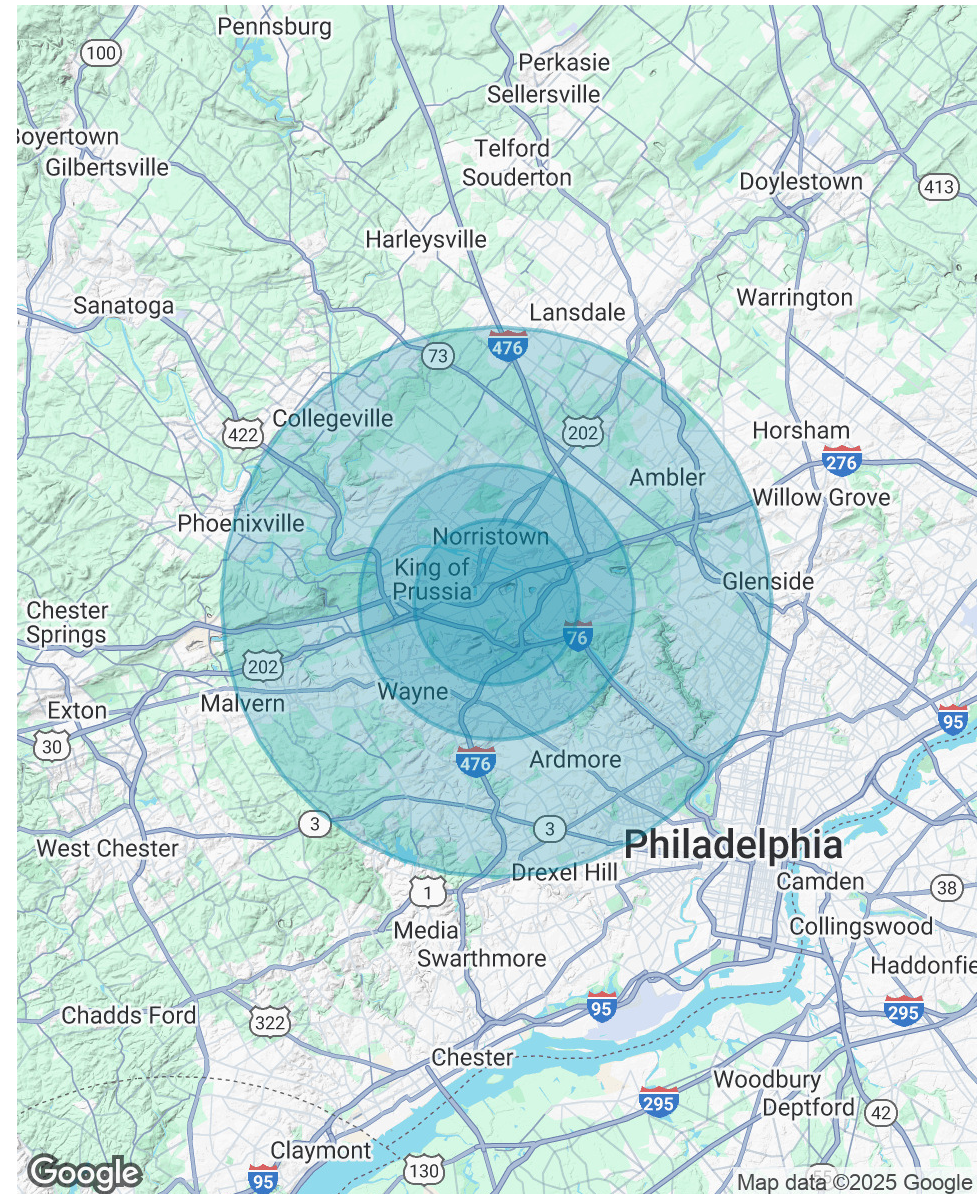 Pennsburg
100
Perkasie
Sellersville
Boyertown
Telford
Gilbertsville
Souderton
Doylestown
413
Harleysville
Sanatoga
Warrington
Lansdale
476
73
Collegeville
422
202
Horsham
276
Ambler
Willow Grove
Phoenixville
Norristown
King of
Prussia
Glenside
Chester
Springs
76
202
Wayne
Malvern
Exton
95
30
476
Ardmore
3
3
West Chester
Philadelphia
Drexel Hill
Camden
1
38
Media
Collingswood
Swarthmore
Haddonfie
95
295
Chadds Ford
322
Chester
Woodbury
295
Deptford
42
Claymont
130
95
Google
Map data ©2025 Google